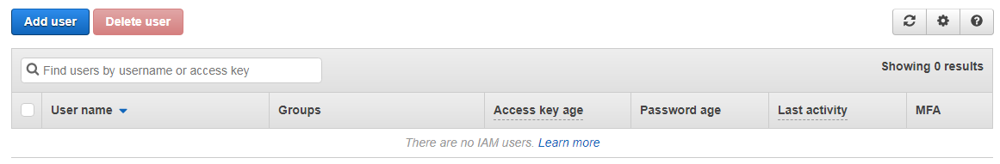 Add user Delete user
Find users by username or access key Showing 0 results
User name Groups Access key age Password age Last activity MFA
There are no IAM users. Learn more